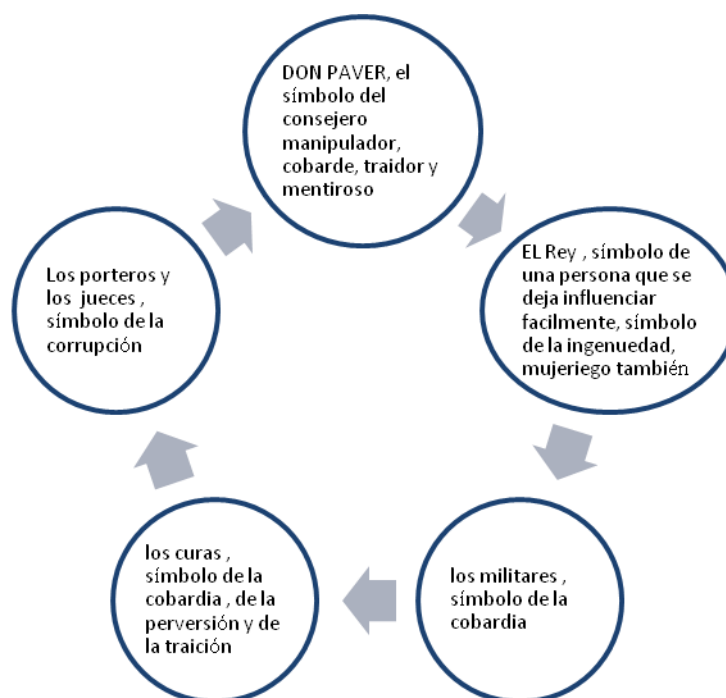 DON PAVER, el
símbolo del
consejero
manipulador,
cobarde, traidor y
mentiroso
EL Rey , símbolo de
una persona que se
deja influenciar
facilmente, símbolo
de la ingenuedad,
mujeriego también
los militares ,
símbolo de la
cobardia
los curas ,
símbolo de la
cobardia , de la
perversión y de
la traición
Los porteros y
los jueces ,
símbolo de la
corrupción